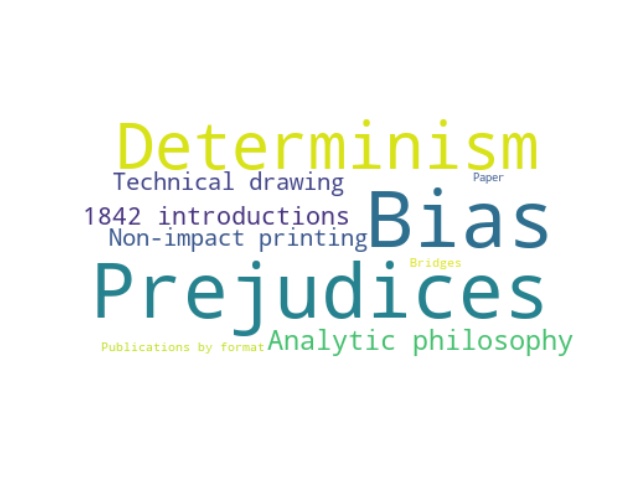 Determinism
Technical drawing
Paper
1842 introductions
Bias
Non-impact printing
Bridges
Prejudices
Analytic philosophy
Publications by format